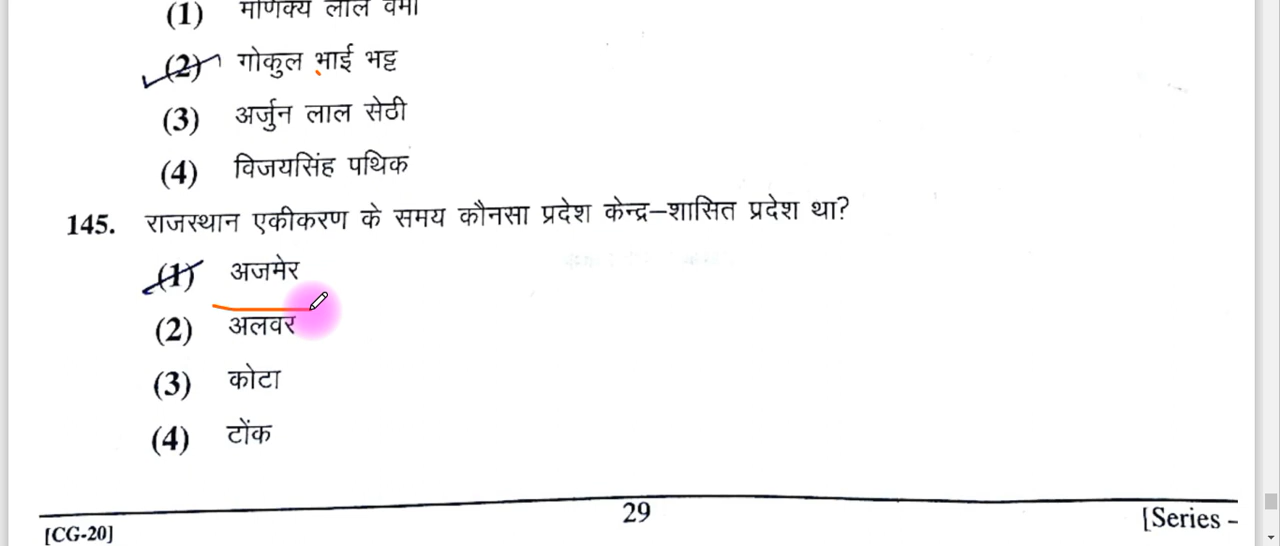 (1) माणिक्य लाल वर्मा
(2) गोकुल भाई भट्ट
(3) अर्जुन लाल सेठी
(4) विजयसिंह पथिक
145. राजस्थान एकीकरण के समय कौनसा प्रदेश केन्द्र–शासित प्रदेश था?
(1) अजमेर
(2) अलवर
(3) कोटा
(4) टोंक
29
[CG-20] [Series -